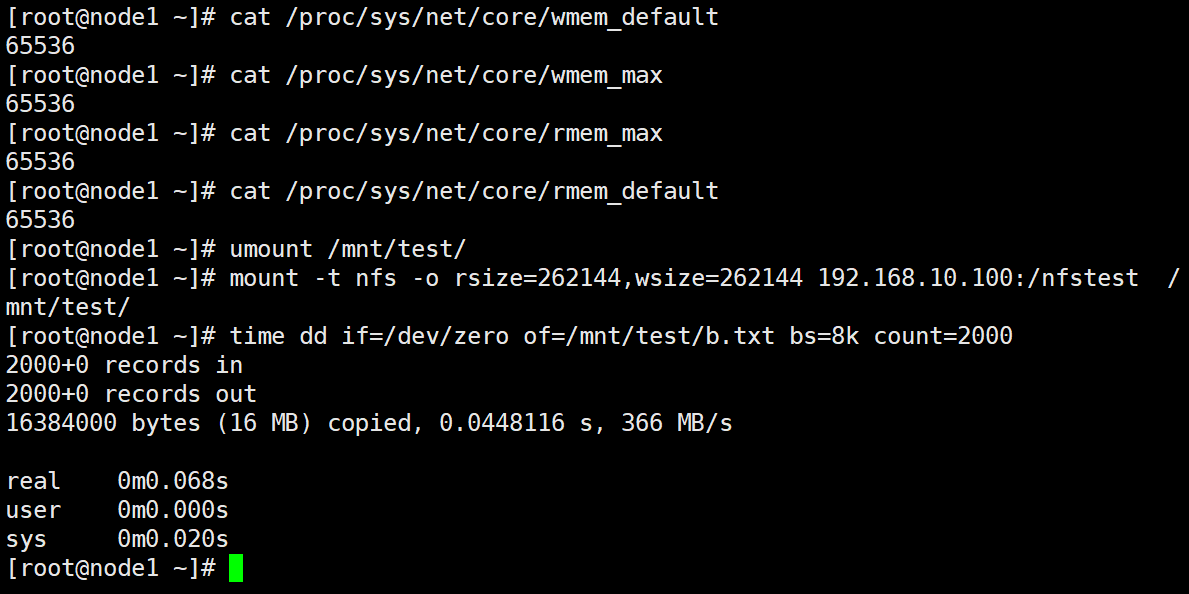 [root@node1 ~]# cat /proc/sys/net/core/wmem_default
65536
[root@node1 ~]# cat /proc/sys/net/core/wmem_max
65536
[root@node1 ~]# cat /proc/sys/net/core/rmem_max
65536
[root@node1 ~]# cat /proc/sys/net/core/rmem_default
65536
[root@node1 ~]# umount /mnt/test/
[root@node1 ~]# mount -t nfs -o rsize=262144,wsize=262144 192.168.10.100:/nfstest  /
mnt/test/
[root@node1 ~]# time dd if=/dev/zero of=/mnt/test/b.txt bs=8k count=2000
2000+0 records in
2000+0 records out
16384000 bytes (16 MB) copied, 0.0448116 s, 366 MB/s

real    0m0.068s
user    0m0.000s
sys     0m0.020s
[root@node1 ~]#